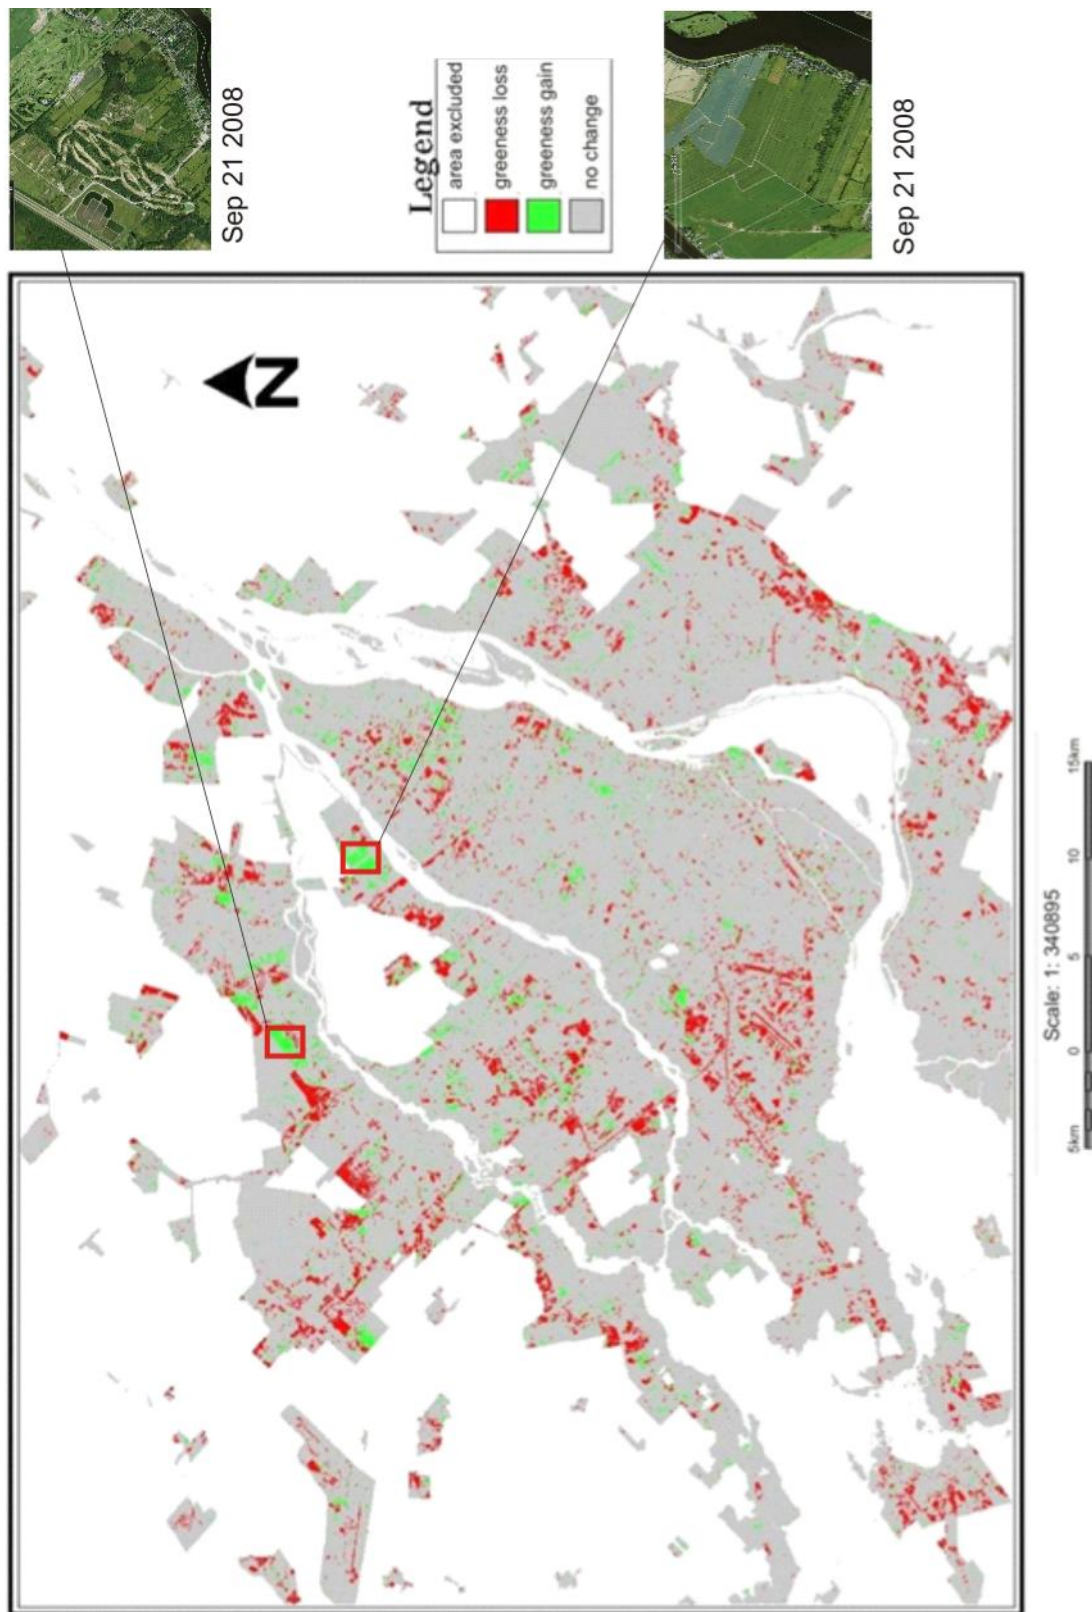 Sep 21 2008
Legend
area excluded
greeness loss
greeness gain
no change
Sep 21 2008
N
Scale: 1: 340895
5km 0 5 10 15km